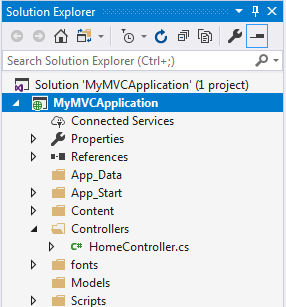 Solution Explorer
Search Solution Explorer (Ctrl+;)
Solution 'MyMVCApplication' (1 project)
MyMVCApplication
Connected Services
Properties
References
App_Data
App_Start
Content
Controllers
C# HomeController.cs
fonts
Models
Scripts